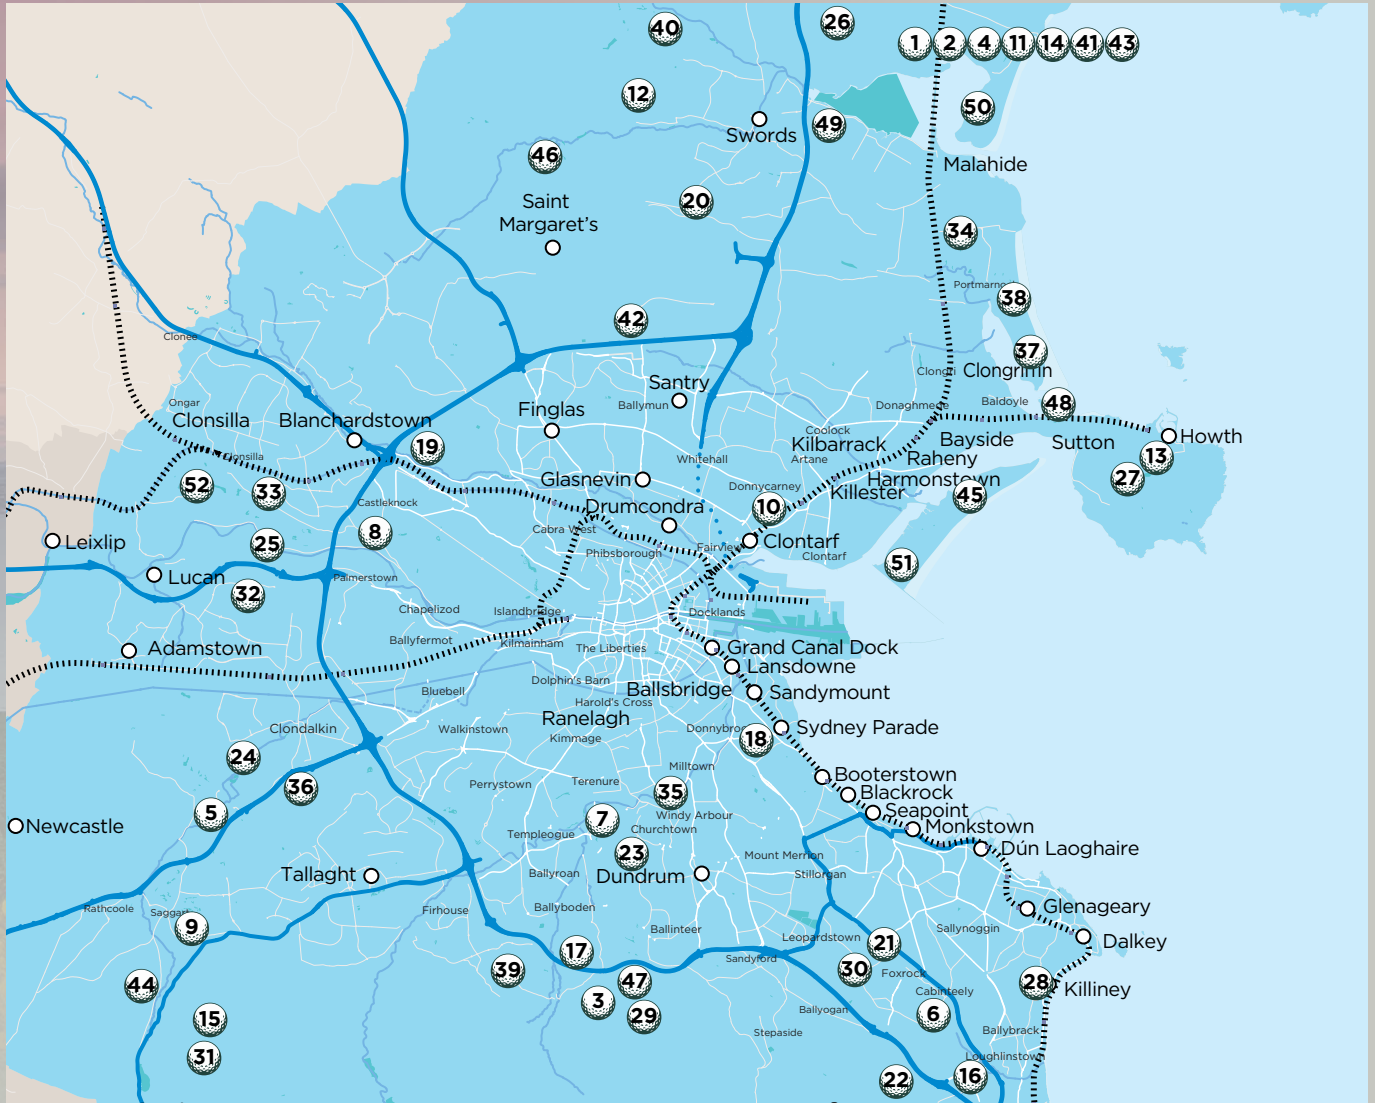 40
26
1 2 4 11 14 41 43
12
50
Swords
49
46
Malahide
Saint
Margaret's
20
34
Portmarno
38
42
Clonee
37
Clongri
Clongriffin
Santry
Ongar
Ballymun
Donaghmede
Baldoyle
48
Clonsilla
Blanchardstown
Finglas
Coolock
Kilbarrack
Bayside
Sutton
Howth
Clonsilla
19
Whitehall
Artane
Raheny
13
52
33
Glasnevin
Donnycarney
Killester
Harmonstown
45
27
Castleknock
Drumcondra
10
8
Cabra West
Leixlip
25
Phibsborough
Fairview
Clontarf
Clontarf
51
Lucan
Palmerstown
32
Chapelizod
Islandbridge
Docklands
Adamstown
Ballyfermot
Kilmainham
The Liberties
Grand Canal Dock
Lansdowne
Bluebell
Dolphin's Barn
Ballsbridge
Sandymount
Harold's Cross
Clondalkin
Walkinstown
Ranelagh
Kimmage
Donnybroo
18
Sydney Parade
24
Milltown
36
Perrystown
Terenure
35
Booterstown
Blackrock
5
7
Windy Arbour
Seapoint
Newcastle
Templeogue
Churchtown
Monkstown
23
Mount Merrion
Dún Laoghaire
Tallaght
Ballyroan
Dundrum
Stillorgan
Rathcoole
Saggart
Firhouse
Ballyboden
Glenageary
9
Ballinteer
Leopardstown
Sallynoggin
Dalkey
17
Sandyford
21
44
39
47
30
Foxrock
28
Killiney
3
29
Cabinteely
15
Ballyogan
6
Stepaside
Ballybrack
31
Loughlinstown
22
16